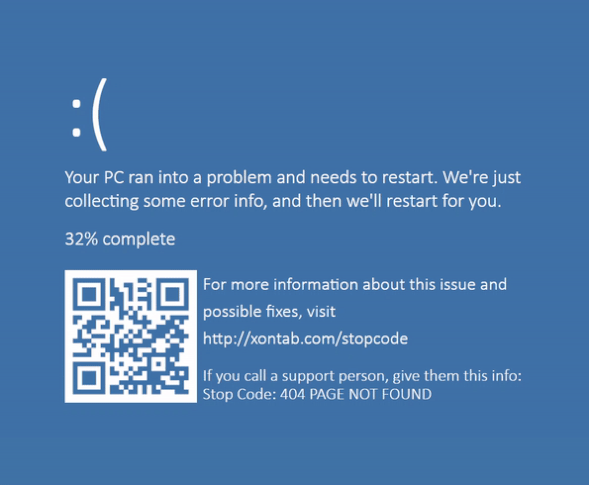 :(
Your PC ran into a problem and needs to restart. We're just
collecting some error info, and then we'll restart for you.
32% complete
For more information about this issue and
possible fixes, visit
http://xontab.com/stopcode
If you call a support person, give them this info:
Stop Code: 404 PAGE NOT FOUND